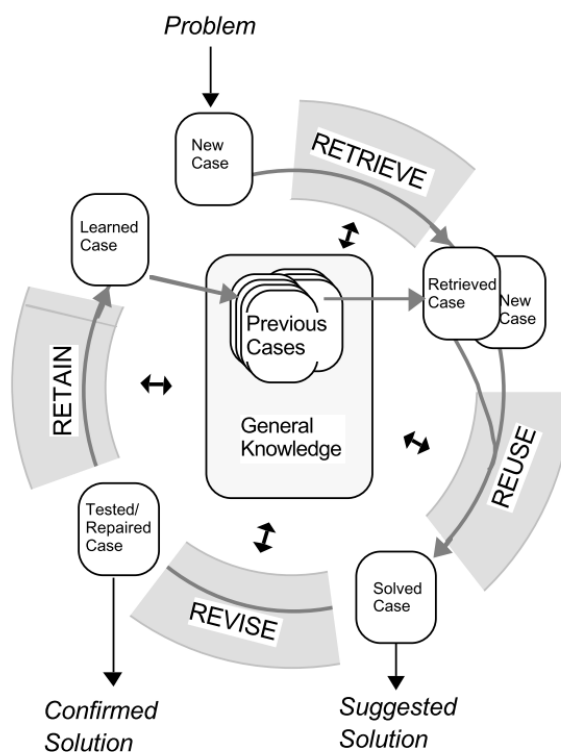 Problem
New
Case
RETRIEVE
Learned
Case
Retrieved
Case
New
Case
Previous
Cases
General
Knowledge
RETAIN
REUSE
Tested/
Repaired
Case
REVISE
Solved
Case
Confirmed
Solution
Suggested
Solution